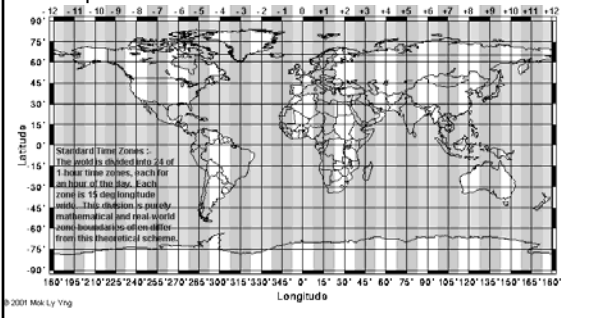 - 12 - 11 - 10 - 9 - 8 - 7 - 6 - 5 - 4 - 3 - 2 - 1 0 +1 +2 +3 +4 +5 +6 +7 +8 +9 +10 +11 +12
90°
75°
60°
45°
30°
15°
0°
-15°
-30°
-45°
-60°
-75°
-90°
Latitude
Standard Time Zones :-
The wold is divided into 24 of
1-hour time zones, each for
an hour of the day. Each
zone is 15 deg longitude
wide. This division is purely
mathematical and real-world
zone boundaries often differ
from this theoretical scheme.
180° 195° 210° 225° 240° 255° 270° 285° 300° 315° 330° 345° 0° 15° 30° 45° 60° 75° 90° 105° 120° 135° 150° 165° 180°
Longitude
© 2001 Mok Ly Yng